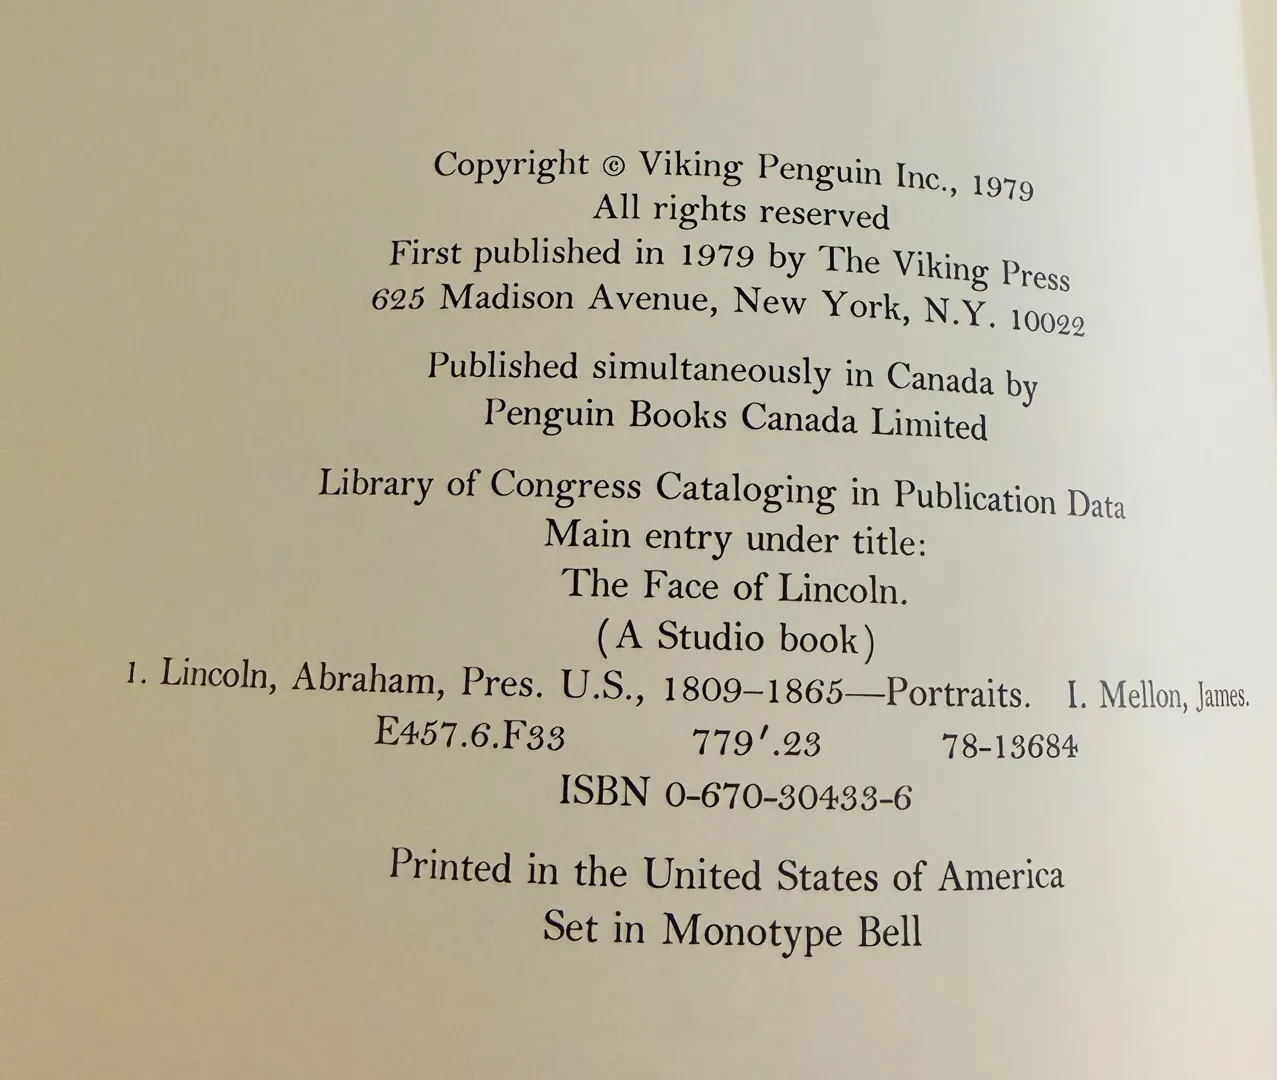 Copyright © Viking Penguin Inc., 1979
All rights reserved
First published in 1979 by The Viking Press
625 Madison Avenue, New York, N.Y. 10022
Published simultaneously in Canada by
Penguin Books Canada Limited
Library of Congress Cataloging in Publication Data
Main entry under title:
The Face of Lincoln.
(A Studio book)
1. Lincoln, Abraham, Pres. U.S., 1809–1865—Portraits. I. Mellon, James.
E457.6.F33 779′.23 78-13684
ISBN 0-670-30433-6
Printed in the United States of America
Set in Monotype Bell